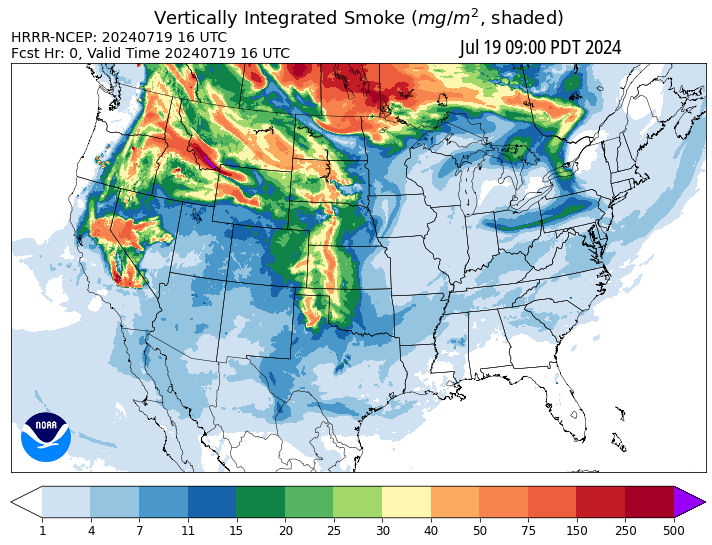 Vertically Integrated Smoke (mg/m², shaded)
HRRR-NCEP: 20240719 16 UTC
Fcst Hr: 0, Valid Time 20240719 16 UTC
Jul 19 09:00 PDT 2024
NOAA
1 4 7 11 15 20 25 30 40 50 75 150 250 500